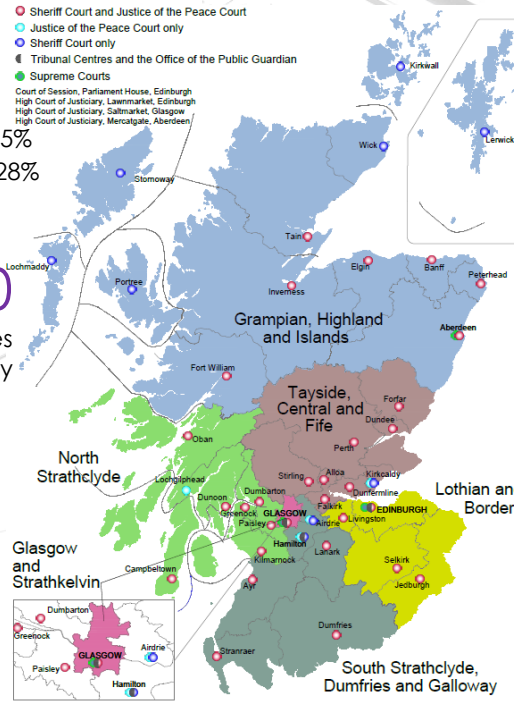 Sheriff Court and Justice of the Peace Court
Justice of the Peace Court only
Sheriff Court only
Tribunal Centres and the Office of the Public Guardian
Supreme Courts
Court of Session, Parliament House, Edinburgh
High Court of Justiciary, Lawnmarket, Edinburgh
High Court of Justiciary, Saltmarket, Glasgow
High Court of Justiciary, Mercatgate, Aberdeen
5%
28%
Kirkwall
Lerwick
Wick
Stornoway
Tain
Lochmaddy
Portree
Elgin
Banff
Peterhead
Inverness
Grampian, Highland
and Islands
Aberdeen
Fort William
Tayside,
Central and
Fife
Forfar
Dundee
Perth
Oban
North
Strathclyde
Lochgilphead
Stirling
Alloa
Kirkcaldy
Dunfermline
Lothian an
Border
Dunoon
Dumbarton
Falkirk
Greenock
GLASGOW
EDINBURGH
Paisley
Airdrie
Livingston
Hamilton
Lanark
Kilmarnock
Glasgow
and
Strathkelvin
Campbeltown
Ayr
Selkirk
Jedburgh
Dumbarton
Greenock
GLASGOW
Airdrie
Paisley
Hamilton
Dumfries
Stranraer
South Strathclyde,
Dumfries and Galloway